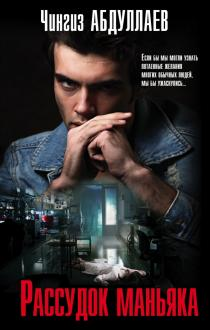 Чингиз АБДУЛЛАЕВ
Если бы мы могли узнать
потаенные желания
многих обычных людей,
мы бы ужаснулись...
Рассудок маньяка